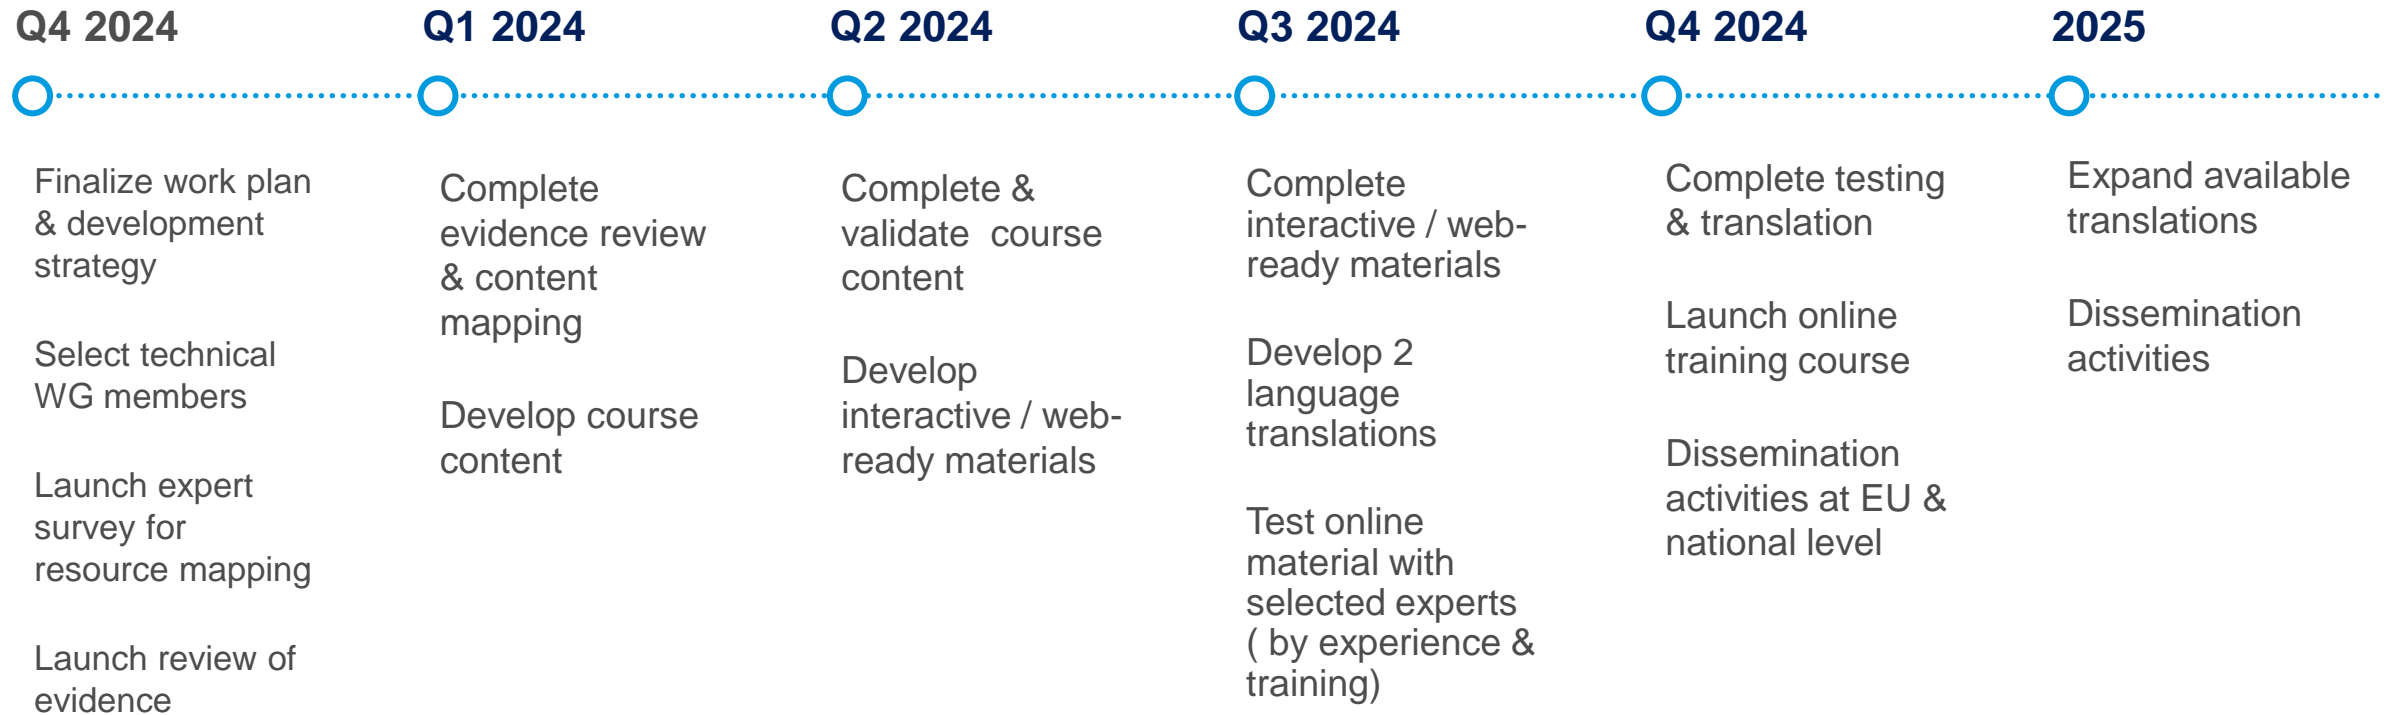 Q4 2024
Finalize work plan
& development
strategy
Select technical
WG members
Launch expert
survey for
resource mapping
Launch review of
evidence
Q1 2024
Complete
evidence review
& content
mapping
Develop course
content
Q2 2024
Complete &
validate  course
content
Develop
interactive / web-
ready materials
Q3 2024
Complete
interactive / web-
ready materials
Develop 2
language
translations
Test online
material with
selected experts
( by experience &
training)
Q4 2024
Complete testing
& translation
Launch online
training course
Dissemination
activities at EU &
national level
2025
Expand available
translations
Dissemination
activities